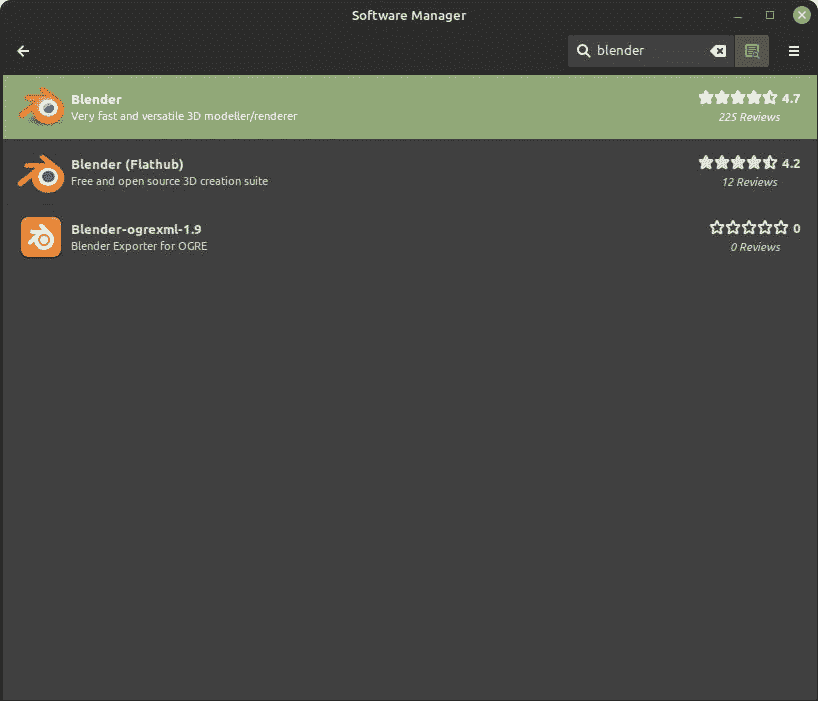 Software Manager
blender
Blender
Very fast and versatile 3D modeller/renderer
4.7
225 Reviews
Blender (Flathub)
Free and open source 3D creation suite
4.2
12 Reviews
Blender-ogrexml-1.9
Blender Exporter for OGRE
0
0 Reviews